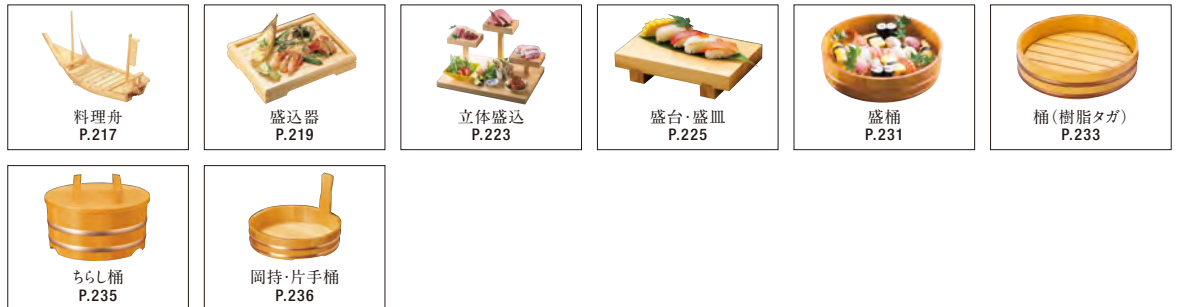 料理舟
P.217
盛込器
P.219
立体盛込
P.223
盛台・盛皿
P.225
盛桶
P.231
桶(樹脂タガ)
P.233
ちらし桶
P.235
岡持・片手桶
P.236